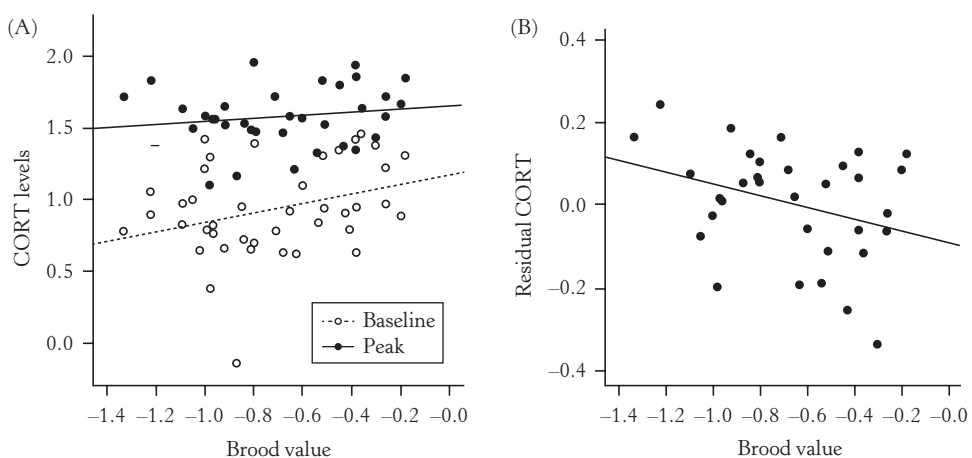 (A)
CORT levels
2.0
1.5
1.0
0.5
0.0
Baseline
Peak
−1.4 −1.2 −1.0 −0.8 −0.6 −0.4 −0.2 −0.0
Brood value
(B)
Residual CORT
0.4
0.2
0.0
−0.2
−0.4
−1.4 −1.2 −1.0 −0.8 −0.6 −0.4 −0.2 −0.0
Brood value